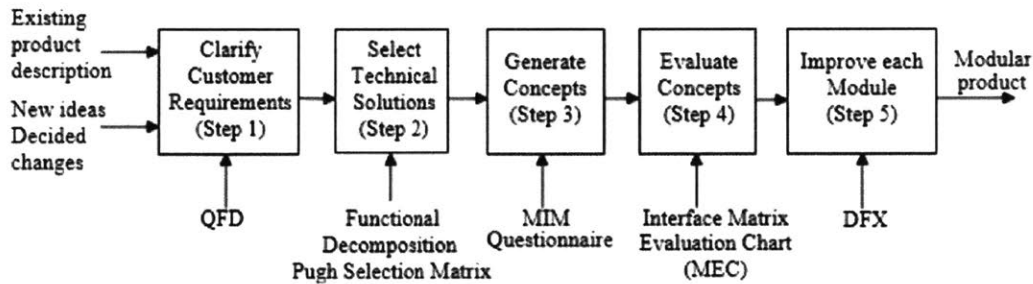 Existing
product
description
New ideas
Decided
changes
Clarify
Customer
Requirements
(Step 1)
Select
Technical
Solutions
(Step 2)
Generate
Concepts
(Step 3)
Evaluate
Concepts
(Step 4)
Improve each
Module
(Step 5)
Modular
product
QFD
Functional
Decomposition
Pugh Selection Matrix
MIM
Questionnaire
Interface Matrix
Evaluation Chart
(MEC)
DFX